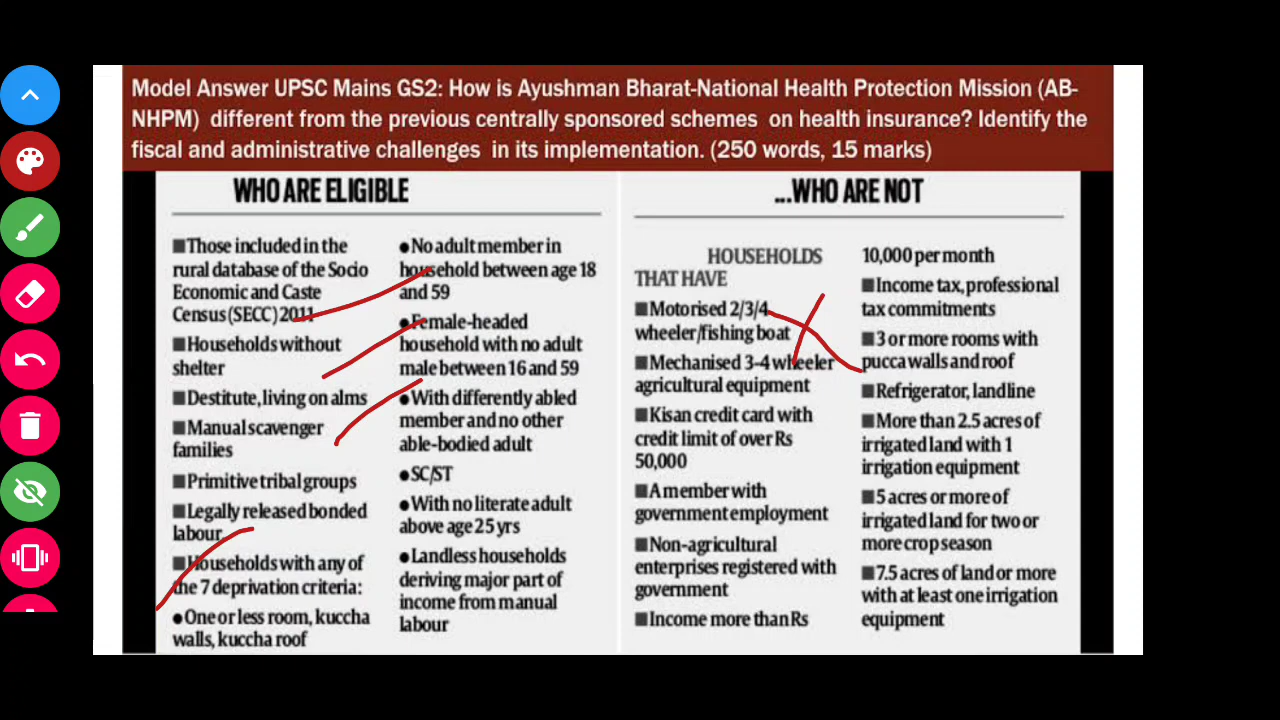 Model Answer UPSC Mains GS2: How is Ayushman Bharat-National Health Protection Mission (AB-
NHPM) different from the previous centrally sponsored schemes on health insurance? Identify the
fiscal and administrative challenges in its implementation. (250 words, 15 marks)
WHO ARE ELIGIBLE
■Those included in the
rural database of the Socio
Economic and Caste
Census (SECC) 2011
■Households without
shelter
■Destitute, living on alms
■Manual scavenger
families
■Primitive tribal groups
■Legally released bonded
labour
■Households with any of
the 7 deprivation criteria:
●One or less room, kuccha
walls, kuccha roof
●No adult member in
household between age 18
and 59
●Female-headed
household with no adult
male between 16 and 59
●With differently abled
member and no other
able-bodied adult
●SC/ST
●With no literate adult
above age 25 yrs
●Landless households
deriving major part of
income from manual
labour
...WHO ARE NOT
HOUSEHOLDS
THAT HAVE
■Motorised 2/3/4
wheeler/fishing boat
■Mechanised 3-4 wheeler
agricultural equipment
■Kisan credit card with
credit limit of over Rs
50,000
■A member with
government employment
■Non-agricultural
enterprises registered with
government
■Income more than Rs
10,000 per month
■Income tax, professional
tax commitments
■3 or more rooms with
pucca walls and roof
■Refrigerator, landline
■More than 2.5 acres of
irrigated land with 1
irrigation equipment
■5 acres or more of
irrigated land for two or
more crop season
■7.5 acres of land or more
with at least one irrigation
equipment